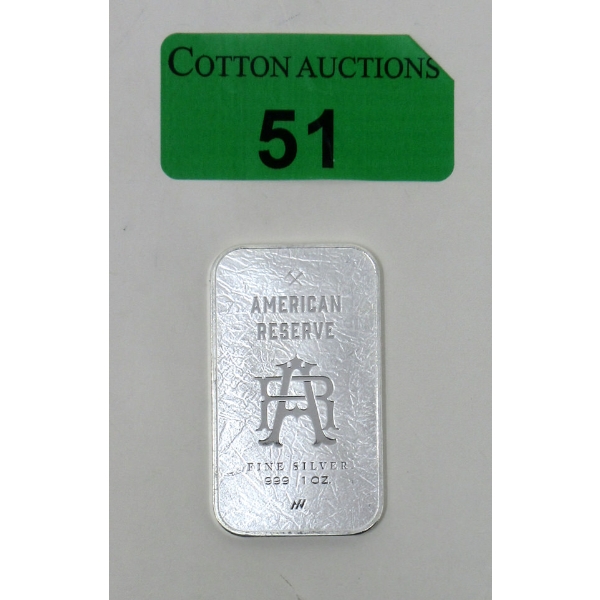 COTTON AUCTIONS
51
AMERICAN
RESERVE
AR
FINE SILVER
999 1 OZ.